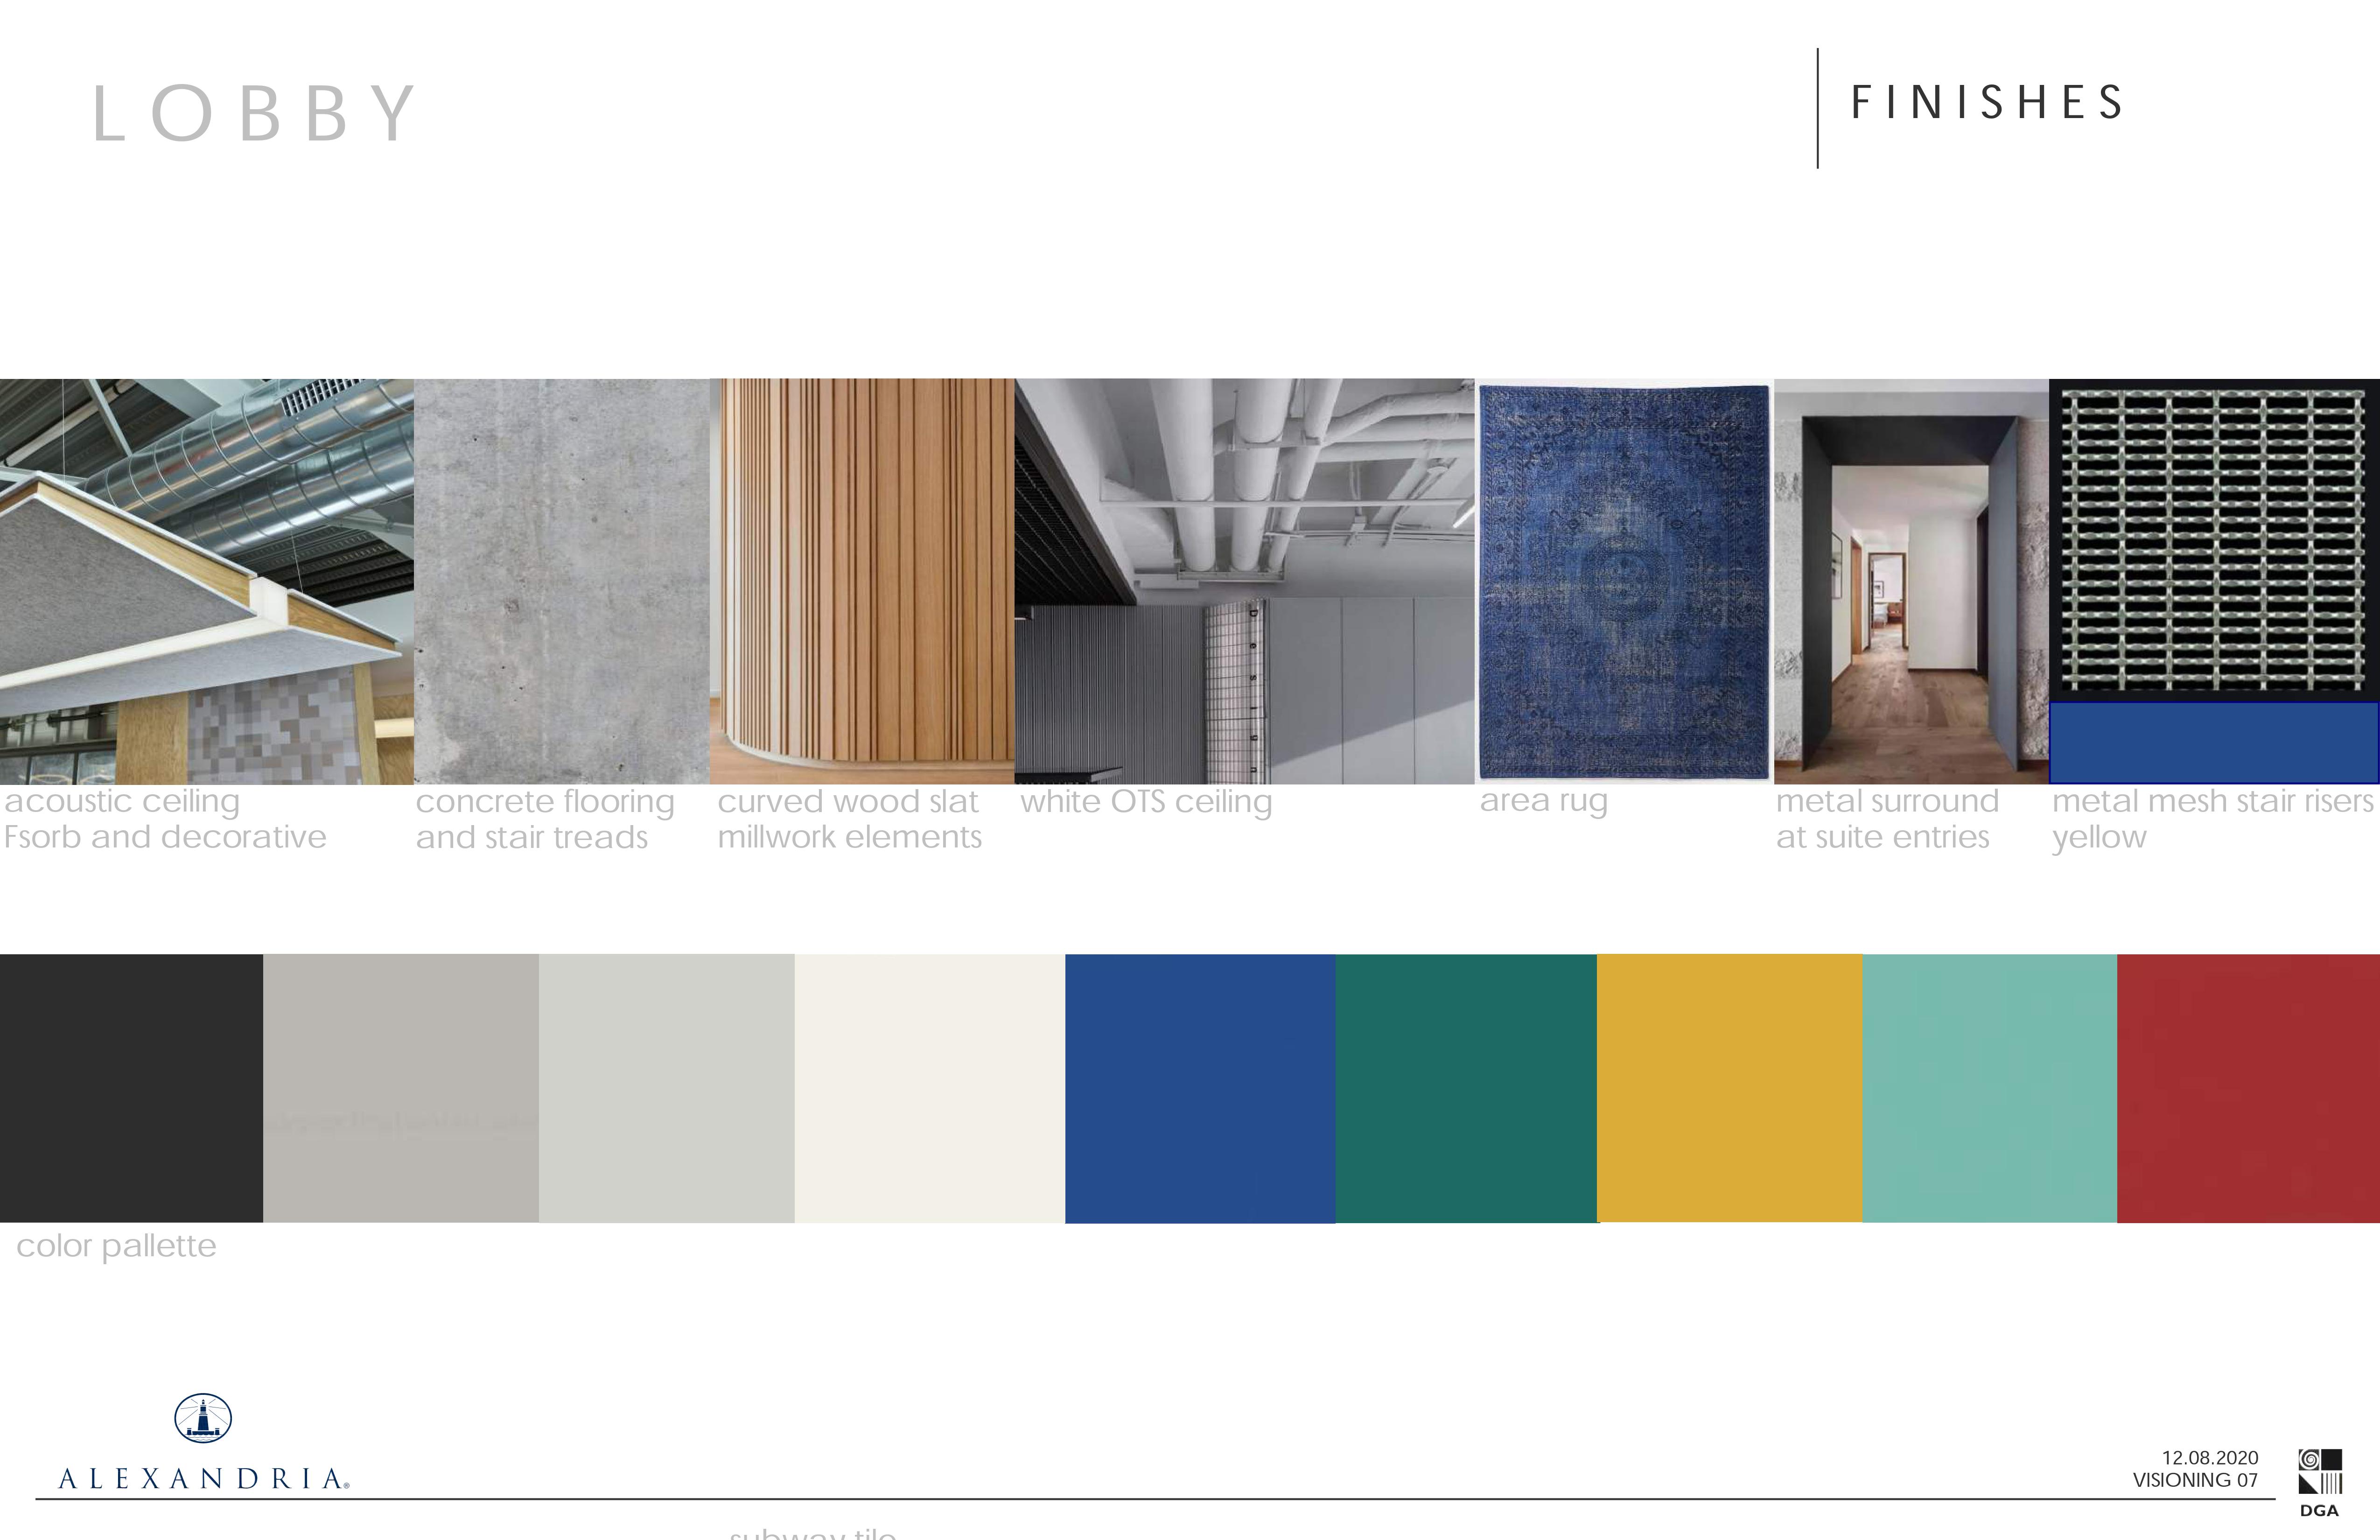 LOBBY
FINISHES
acoustic ceiling
Fsorb and decorative
concrete flooring
and stair treads
curved wood slat
millwork elements
white OTS ceiling
area rug
metal surround
at suite entries
metal mesh stair risers
yellow
color pallette
ALEXANDRIA®
12.08.2020
VISIONING 07
DGA
subway tile